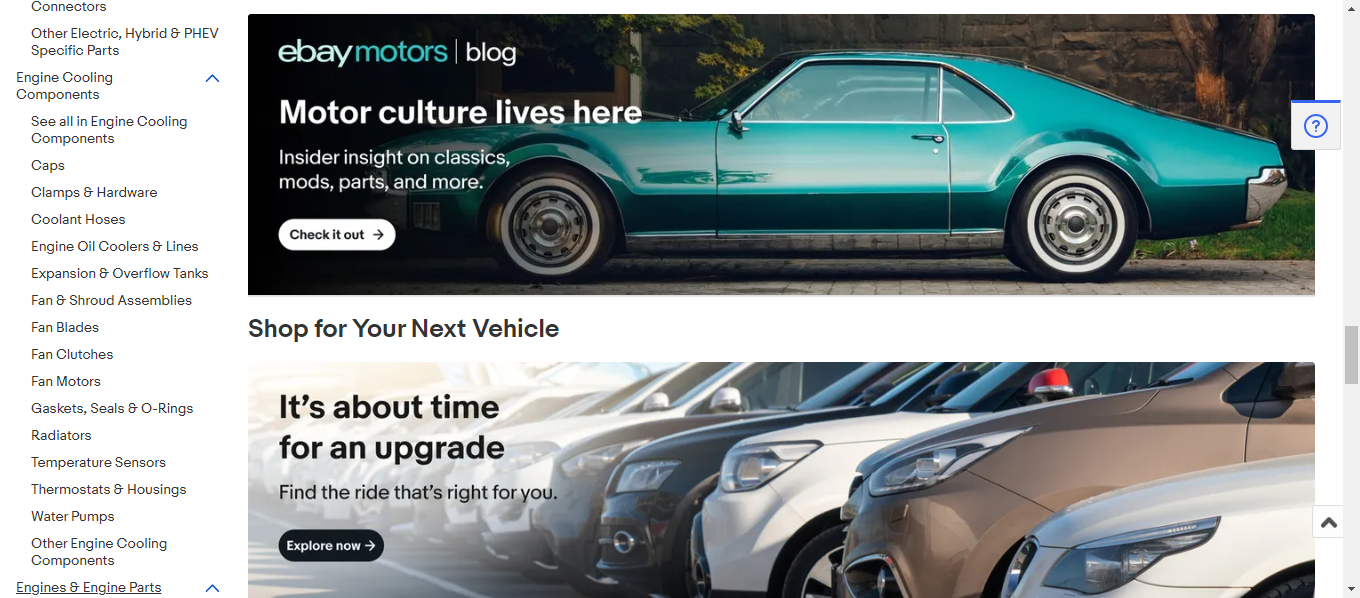 Connectors
Other Electric, Hybrid & PHEV
Specific Parts
Engine Cooling
Components
See all in Engine Cooling
Components
Caps
Clamps & Hardware
Coolant Hoses
Engine Oil Coolers & Lines
Expansion & Overflow Tanks
Fan & Shroud Assemblies
Fan Blades
Fan Clutches
Fan Motors
Gaskets, Seals & O-Rings
Radiators
Temperature Sensors
Thermostats & Housings
Water Pumps
Other Engine Cooling
Components
Engines & Engine Parts
ebay motors | blog
Motor culture lives here
Insider insight on classics,
mods, parts, and more.
Check it out →
Shop for Your Next Vehicle
It's about time
for an upgrade
Find the ride that's right for you.
Explore now →
?